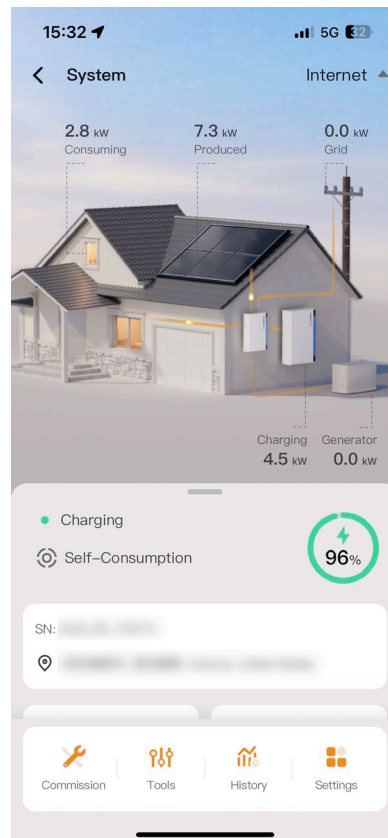 15:32 5G 32
System Internet
2.8 kW 7.3 kW 0.0 kW
Consuming Produced Grid
Charging Generator
4.5 kW 0.0 kW
Charging
Self-Consumption
96%
SN:
Commission Tools History Settings